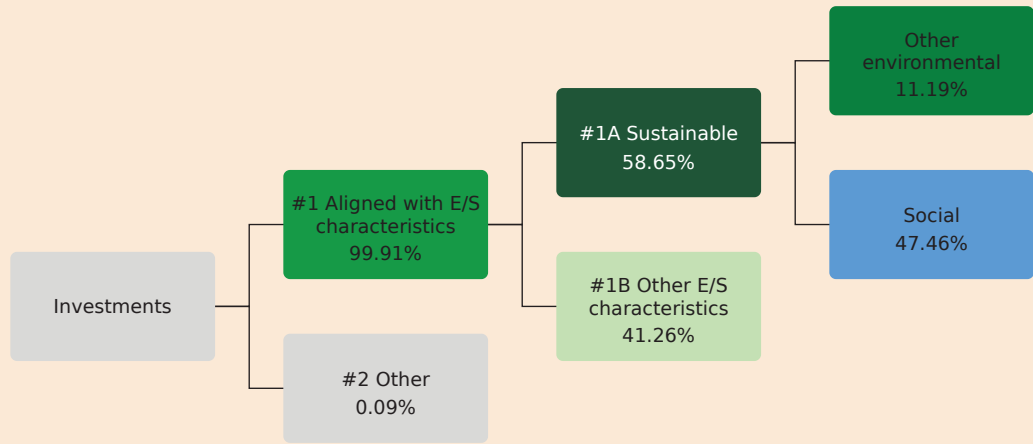 Investments
#1 Aligned with E/S
characteristics
99.91%
#2 Other
0.09%
#1A Sustainable
58.65%
#1B Other E/S
characteristics
41.26%
Other
environmental
11.19%
Social
47.46%